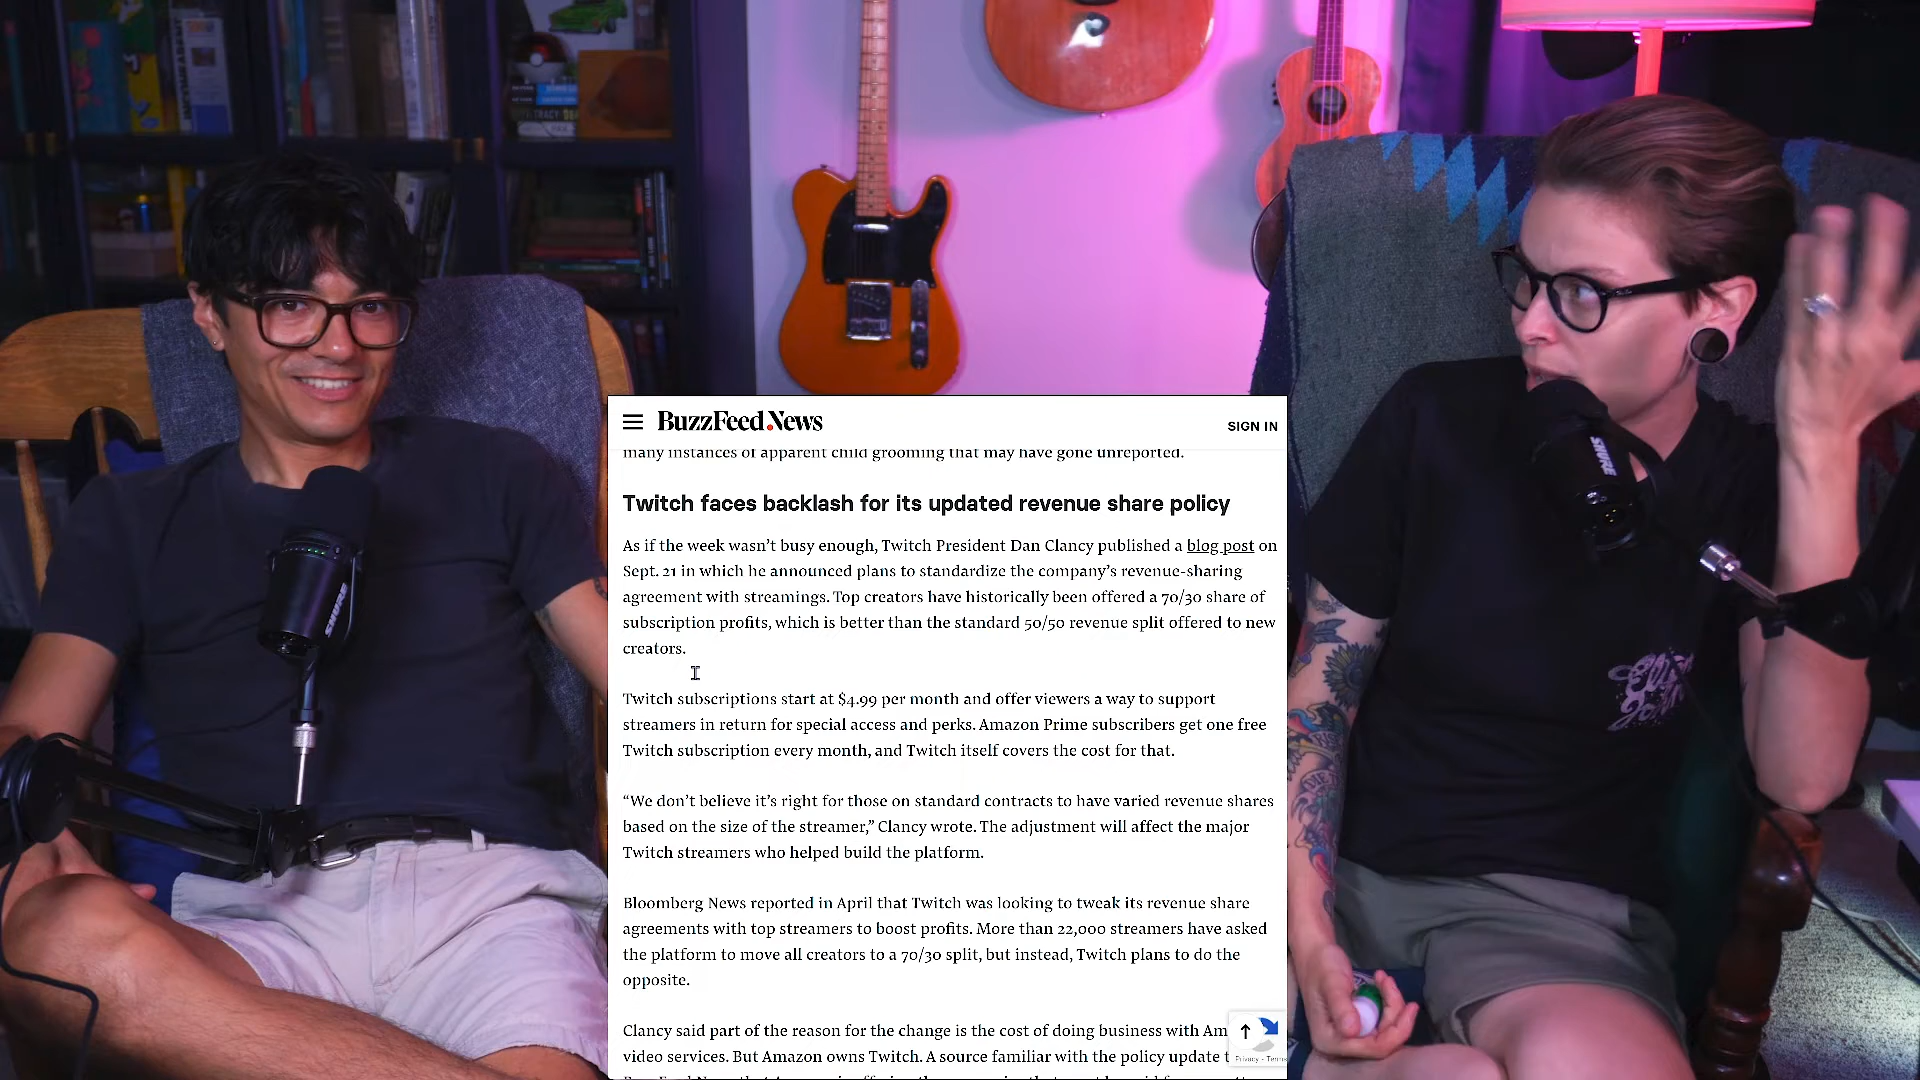 TRACY
BuzzFeed News
SIGN IN
many instances of apparent child grooming that may have gone unreported.
Twitch faces backlash for its updated revenue share policy
As if the week wasn’t busy enough, Twitch President Dan Clancy published a blog post on
Sept. 21 in which he announced plans to standardize the company’s revenue-sharing
agreement with streamings. Top creators have historically been offered a 70/30 share of
subscription profits, which is better than the standard 50/50 revenue split offered to new
creators.
Twitch subscriptions start at $4.99 per month and offer viewers a way to support
streamers in return for special access and perks. Amazon Prime subscribers get one free
Twitch subscription every month, and Twitch itself covers the cost for that.
“We don’t believe it’s right for those on standard contracts to have varied revenue shares
based on the size of the streamer,” Clancy wrote. The adjustment will affect the major
Twitch streamers who helped build the platform.
Bloomberg News reported in April that Twitch was looking to tweak its revenue share
agreements with top streamers to boost profits. More than 22,000 streamers have asked
the platform to move all creators to a 70/30 split, but instead, Twitch plans to do the
opposite.
Clancy said part of the reason for the change is the cost of doing business with Am
video services. But Amazon owns Twitch. A source familiar with the policy update t
Privacy - Terms
SHURE
SHURE